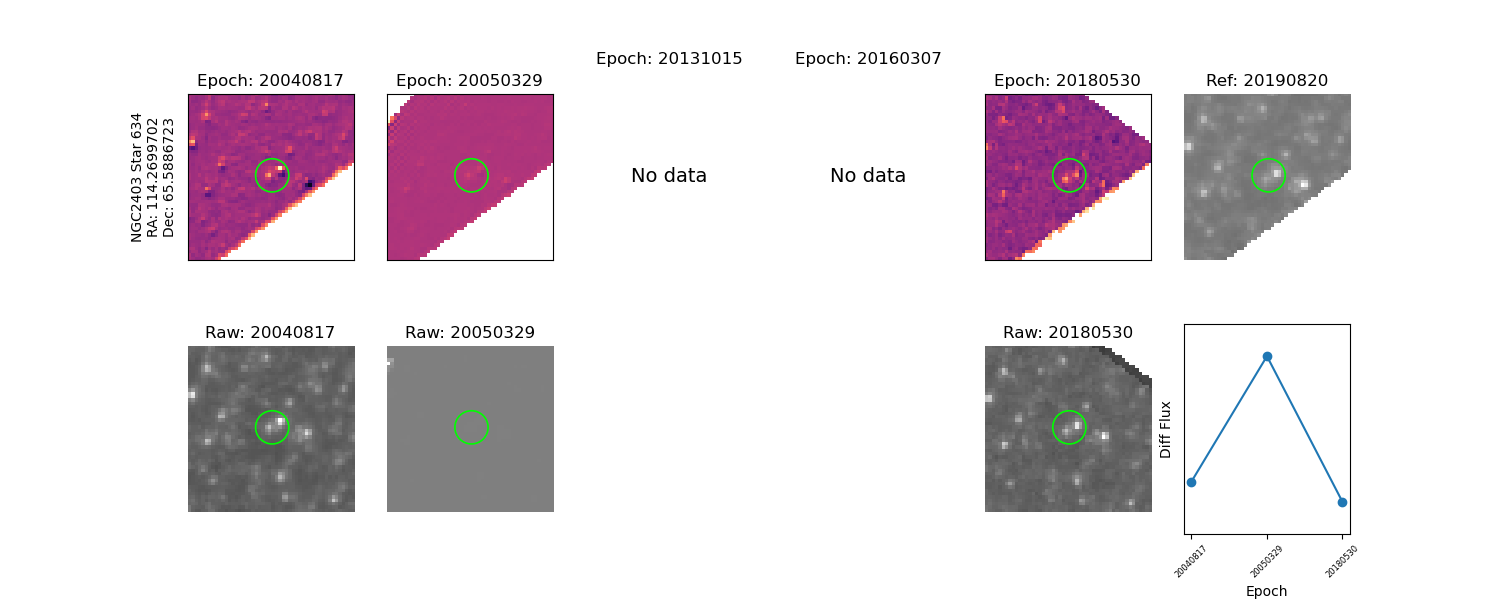 Epoch: 20040817
Epoch: 20050329
Epoch: 20131015
Epoch: 20160307
Epoch: 20180530
Ref: 20190820
NGC2403 Star 634
RA: 114.2699702
Dec: 65.5886723
No data
No data
Raw: 20040817
Raw: 20050329
Raw: 20180530
Diff Flux
20040817
20050329
20180530
Epoch